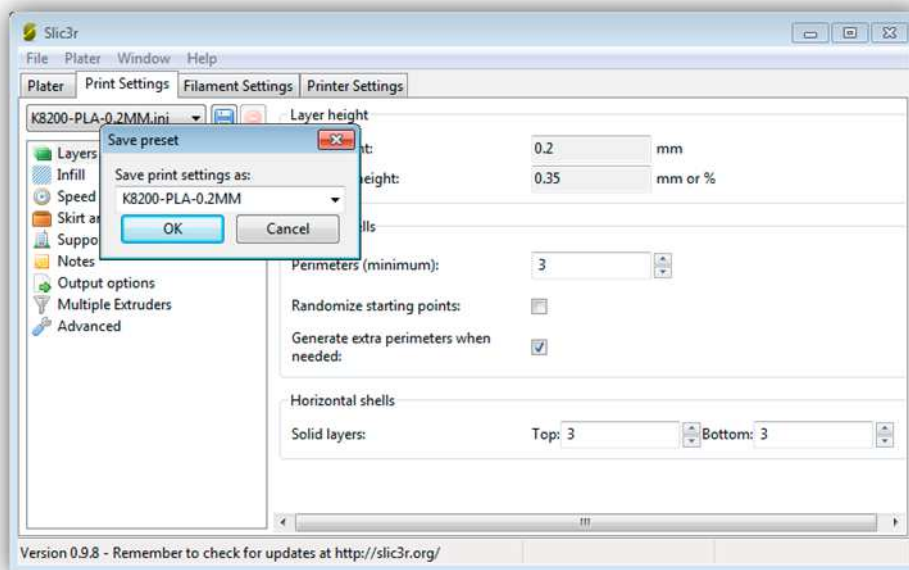 Slic3r
File Plater Window Help
Plater Print Settings Filament Settings Printer Settings
K8200-PLA-0.2MM.ini
Layer height
Save preset
Layers
ht: 0.2 mm
Infill
Save print settings as:
eight: 0.35 mm or %
Speed
K8200-PLA-0.2MM
Skirt ar
OK Cancel
lls
Suppo
Notes
Perimeters (minimum): 3
Output options
Multiple Extruders
Randomize starting points:
Advanced
Generate extra perimeters when
needed:
Horizontal shells
Solid layers: Top: 3 Bottom: 3
Version 0.9.8 - Remember to check for updates at http://slic3r.org/